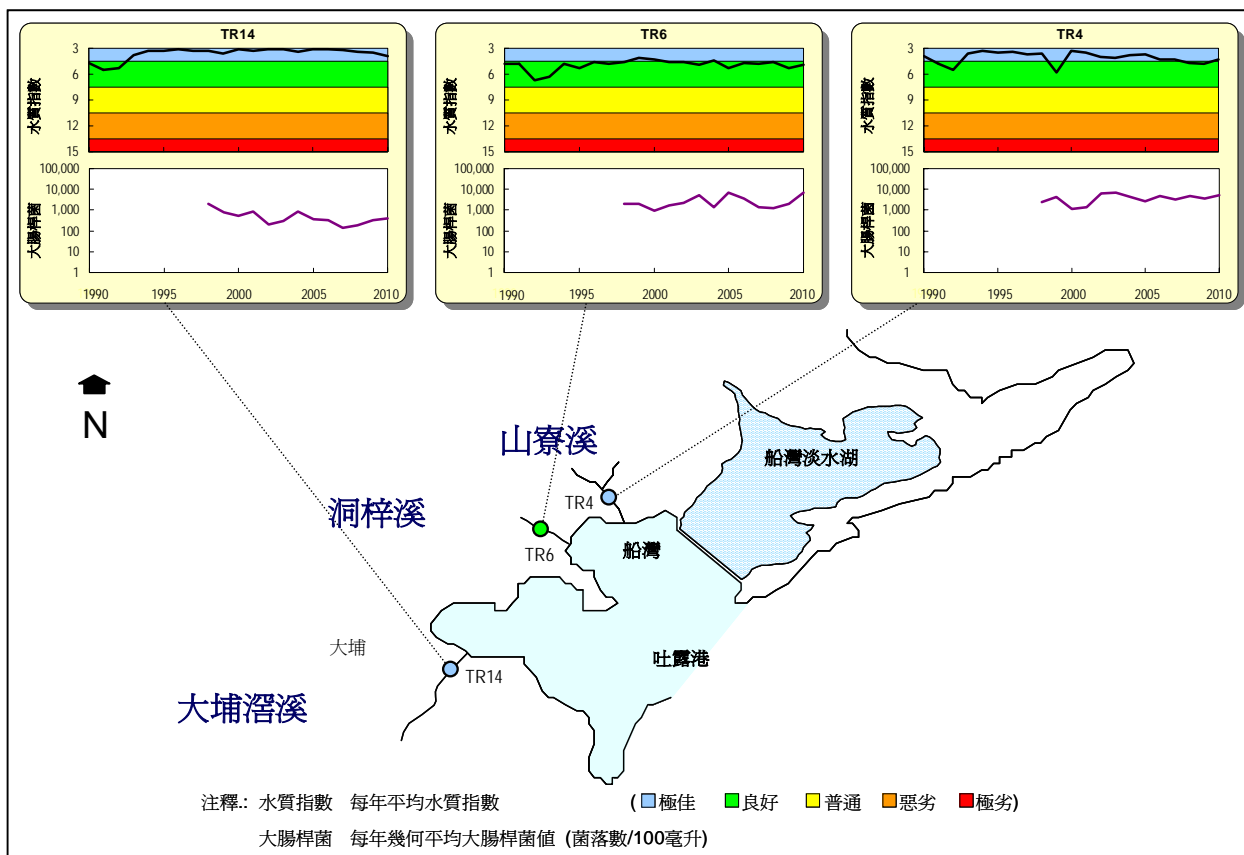 TR14
水質指數
3
6
9
12
15
大腸桿菌
100,000
10,000
1,000
100
10
1
1990 1995 2000 2005 2010
TR6
水質指數
3
6
9
12
15
大腸桿菌
100,000
10,000
1,000
100
10
1
1990 1995 2000 2005 2010
TR4
水質指數
3
6
9
12
15
大腸桿菌
100,000
10,000
1,000
100
10
1
1990 1995 2000 2005 2010
N
山寮溪
船灣淡水湖
TR4
洞梓溪
TR6
船灣
大埔
吐露港
TR14
大埔滘溪
注釋.: 水質指數 每年平均水質指數 (極佳 良好 普通 惡劣 極劣)
大腸桿菌 每年幾何平均大腸桿菌值 (菌落數/100毫升)